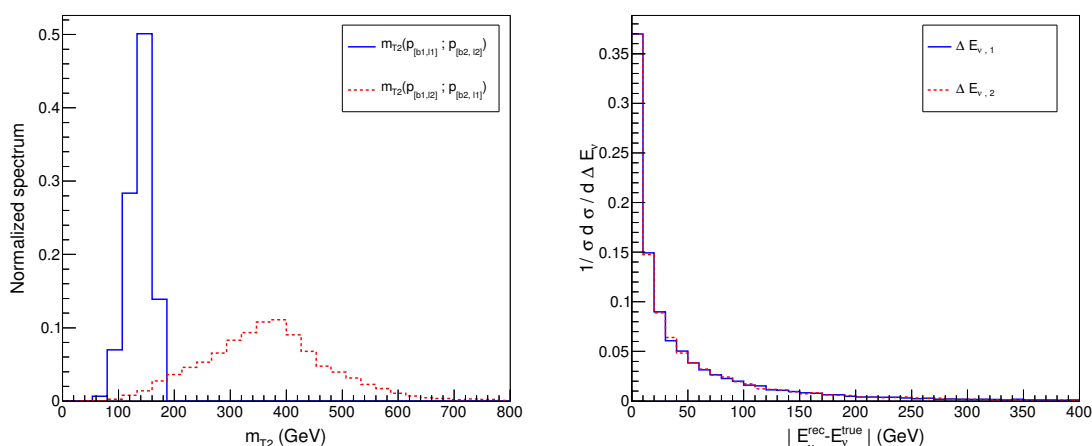 Normalized spectrum
0.5
0.4
0.3
0.2
0.1
0
0 100 200 300 400 500 600 700 800
m_T2 (GeV)
m_T2(p_[b1,l1] ; p_[b2, l2])
m_T2(p_[b1,l2] ; p_[b2, l1])
1/ σ d σ / d Δ E_ν
0.35
0.3
0.25
0.2
0.15
0.1
0.05
0
0 50 100 150 200 250 300 350 400
| E_ν^rec-E_ν^true | (GeV)
Δ E_ν , 1
Δ E_ν , 2